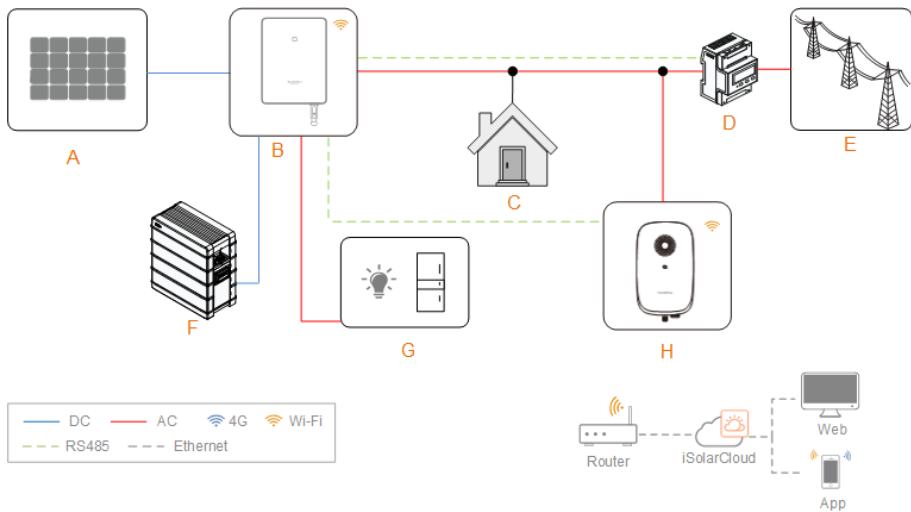 A
B
C
D
E
F
G
H
DC
AC
4G
Wi-Fi
RS485
Ethernet
Router
iSolarCloud
Web
App